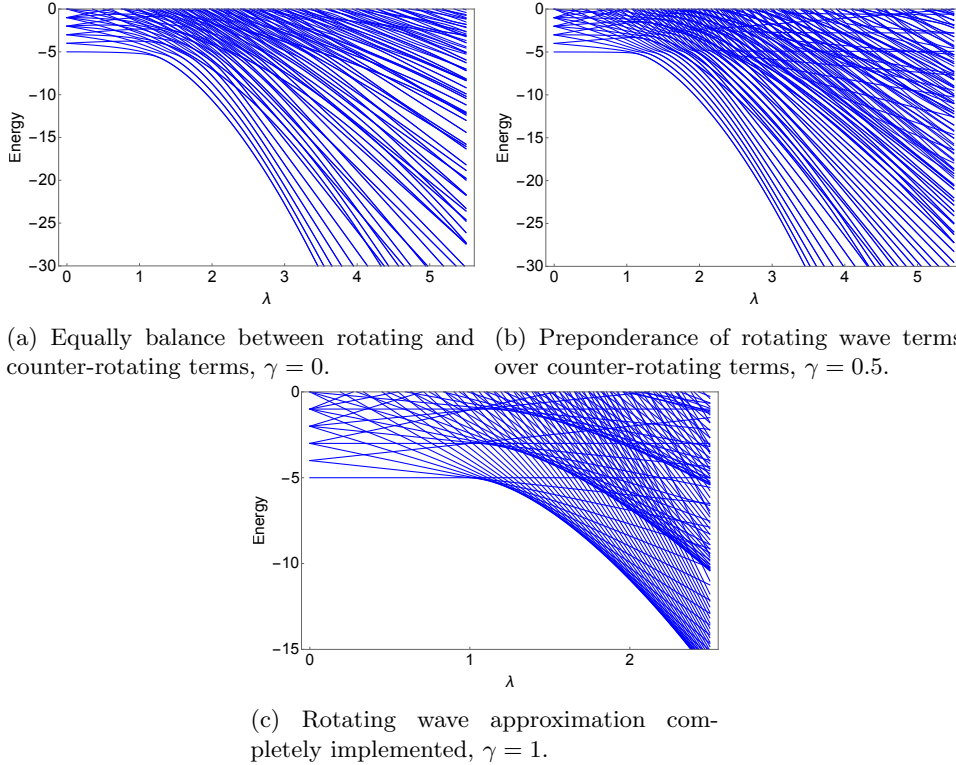 0
−5
−10
−15
−20
−25
−30
Energy
0 1 2 3 4 5
λ
0
−5
−10
−15
−20
−25
−30
Energy
0 1 2 3 4 5
λ
(a) Equally balance between rotating and
counter-rotating terms, γ = 0.
(b) Preponderance of rotating wave terms
over counter-rotating terms, γ = 0.5.
0
−5
−10
−15
Energy
0 1 2
λ
(c) Rotating wave approximation com-
pletely implemented, γ = 1.